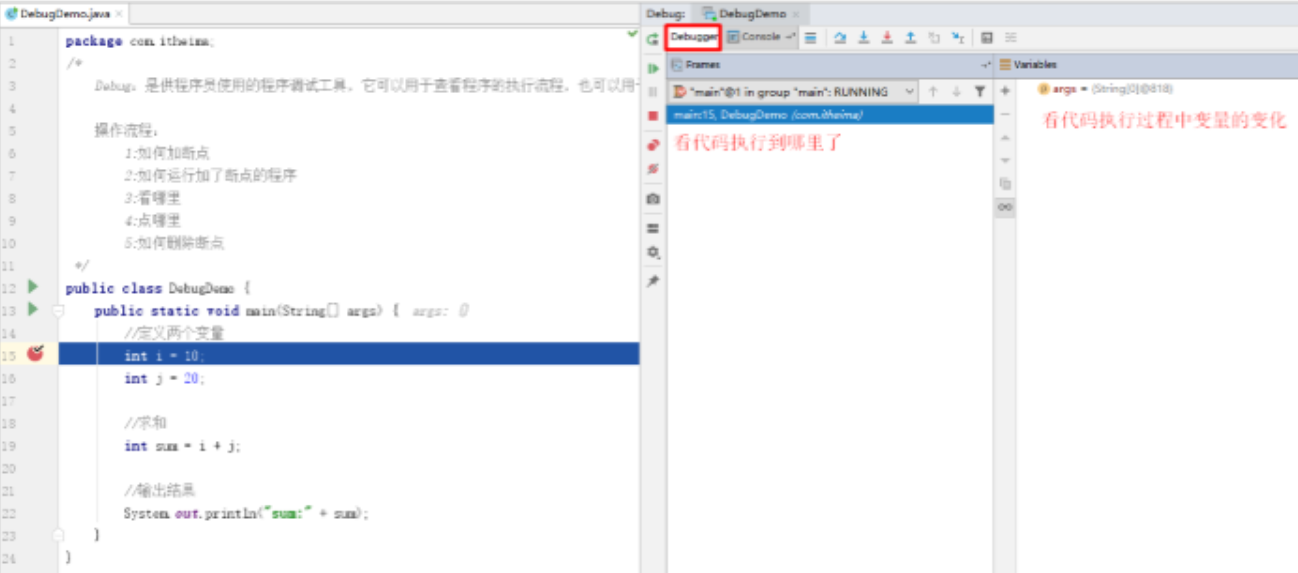 DebugDemo.java
1 package com.itheima;
2 /*
3 Debug：是供程序员使用的程序调试工具，它可以用于查看程序的执行流程，也可以用
4
5 操作流程：
6 1:如何加断点
7 2:如何运行加了断点的程序
8 3:看哪里
9 4:点哪里
10 5:如何删除断点
11 */
12 public class DebugDemo {
13 public static void main(String[] args) { args: {}
14 //定义两个变量
15 int i = 10;
16 int j = 20;
17
18 //求和
19 int sum = i + j;
20
21 //输出结果
22 System.out.println("sum:" + sum);
23 }
24 }
Debug: DebugDemo
Debugger Console
Frames
"main"@1 in group "main": RUNNING
main:15, DebugDemo (com.itheima)
看代码执行到哪里了
Variables
args = {String[0]@818}
看代码执行过程中变量的变化